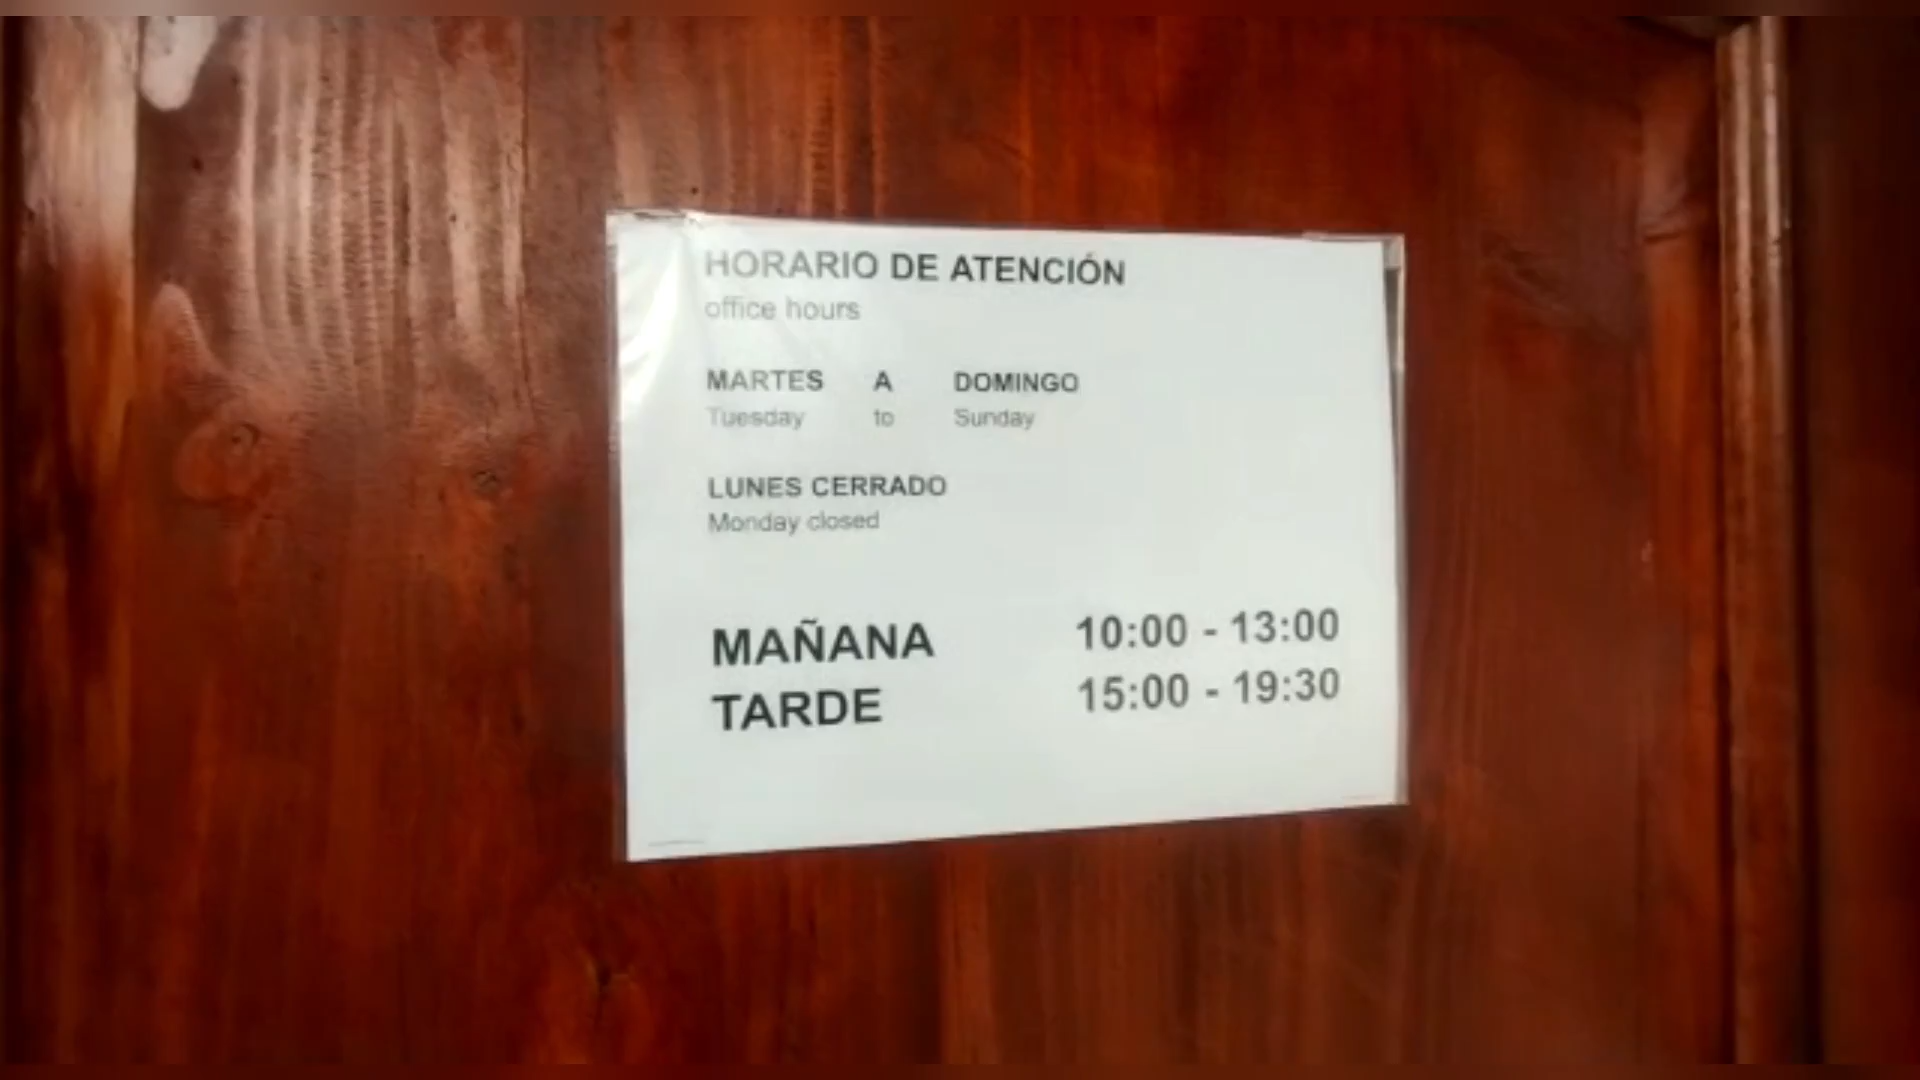 HORARIO DE ATENCIÓN
office hours
MARTES A DOMINGO
Tuesday to Sunday
LUNES CERRADO
Monday closed
MAÑANA 10:00 - 13:00
TARDE 15:00 - 19:30